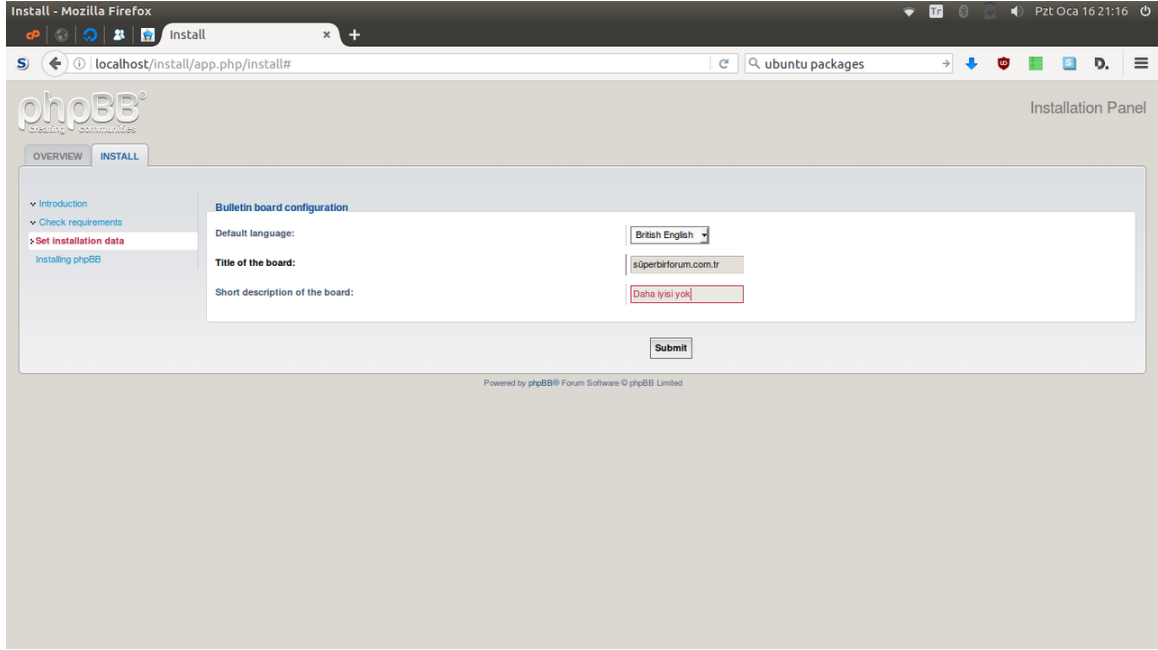 Install - Mozilla Firefox
Tr
Pzt Oca 16 21:16
Install
localhost/install/app.php/install#
ubuntu packages
phpBB®
creating communities
Installation Panel
OVERVIEW
INSTALL
Introduction
Check requirements
Set installation data
Installing phpBB
Bulletin board configuration
Default language:
British English
Title of the board:
süperbirforum.com.tr
Short description of the board:
Daha iyisi yok
Submit
Powered by phpBB® Forum Software © phpBB Limited